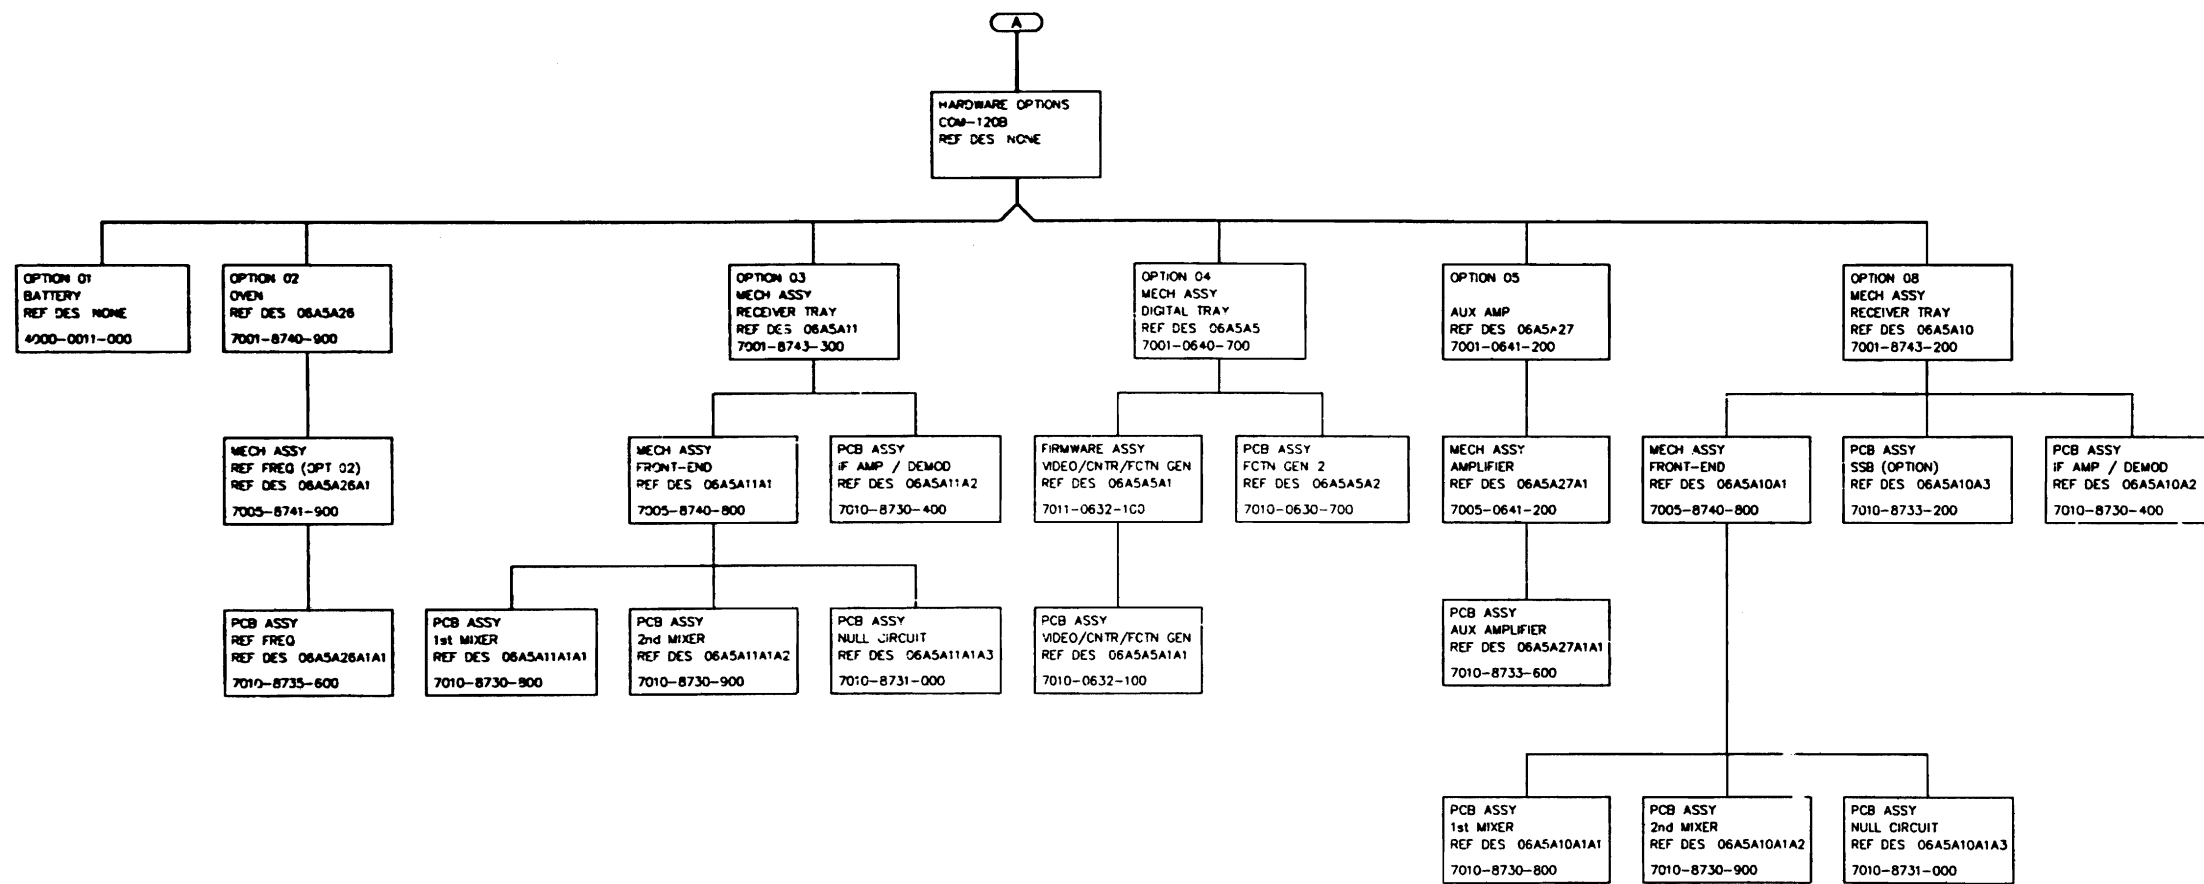 A
HARDWARE OPTIONS
COM-120B
REF DES NONE
OPTION 01
BATTERY
REF DES NONE
4000-0011-000
OPTION 02
OVEN
REF DES 06A5A26
7001-8740-900
OPTION 03
MECH ASSY
RECEIVER TRAY
REF DES 06A5A11
7001-8743-300
OPTION 04
MECH ASSY
DIGITAL TRAY
REF DES 06A5A5
7001-0640-700
OPTION 05
AUX AMP
REF DES 06A5A27
7001-0641-200
OPTION 08
MECH ASSY
RECEIVER TRAY
REF DES 06A5A10
7001-8743-200
MECH ASSY
REF FREQ (OPT 02)
REF DES 06A5A26A1
7005-8741-900
MECH ASSY
FRONT-END
REF DES 06A5A11A1
7005-8740-800
PCB ASSY
IF AMP / DEMOD
REF DES 06A5A11A2
7010-8730-400
FIRMWARE ASSY
VIDEO/CNTR/FCTN GEN
REF DES 06A5A5A1
7011-0632-100
PCB ASSY
FCTN GEN 2
REF DES 06A5A5A2
7010-0630-700
MECH ASSY
AMPLIFIER
REF DES 06A5A27A1
7005-0641-200
MECH ASSY
FRONT-END
REF DES 06A5A10A1
7005-8740-800
PCB ASSY
SSB (OPTION)
REF DES 06A5A10A3
7010-8733-200
PCB ASSY
IF AMP / DEMOD
REF DES 06A5A10A2
7010-8730-400
PCB ASSY
REF FREQ
REF DES 06A5A26A1A1
7010-8735-600
PCB ASSY
1st MIXER
REF DES 06A5A11A1A1
7010-8730-800
PCB ASSY
2nd MIXER
REF DES 06A5A11A1A2
7010-8730-900
PCB ASSY
NULL CIRCUIT
REF DES 06A5A11A1A3
7010-8731-000
PCB ASSY
VIDEO/CNTR/FCTN GEN
REF DES 06A5A5A1A1
7010-0632-100
PCB ASSY
AUX AMPLIFIER
REF DES 06A5A27A1A1
7010-8733-600
PCB ASSY
1st MIXER
REF DES 06A5A10A1A1
7010-8730-800
PCB ASSY
2nd MIXER
REF DES 06A5A10A1A2
7010-8730-900
PCB ASSY
NULL CIRCUIT
REF DES 06A5A10A1A3
7010-8731-000